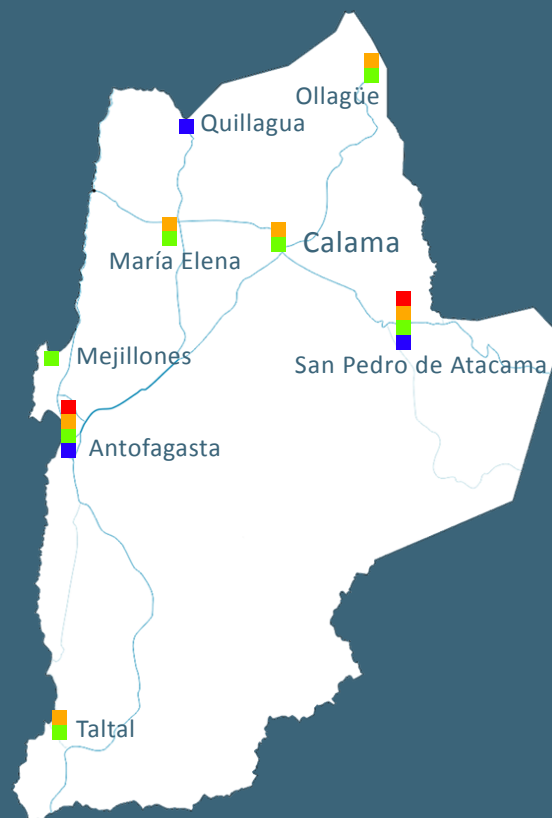 Ollagüe
Quillagua
Calama
María Elena
Mejillones
San Pedro de Atacama
Antofagasta
Taltal